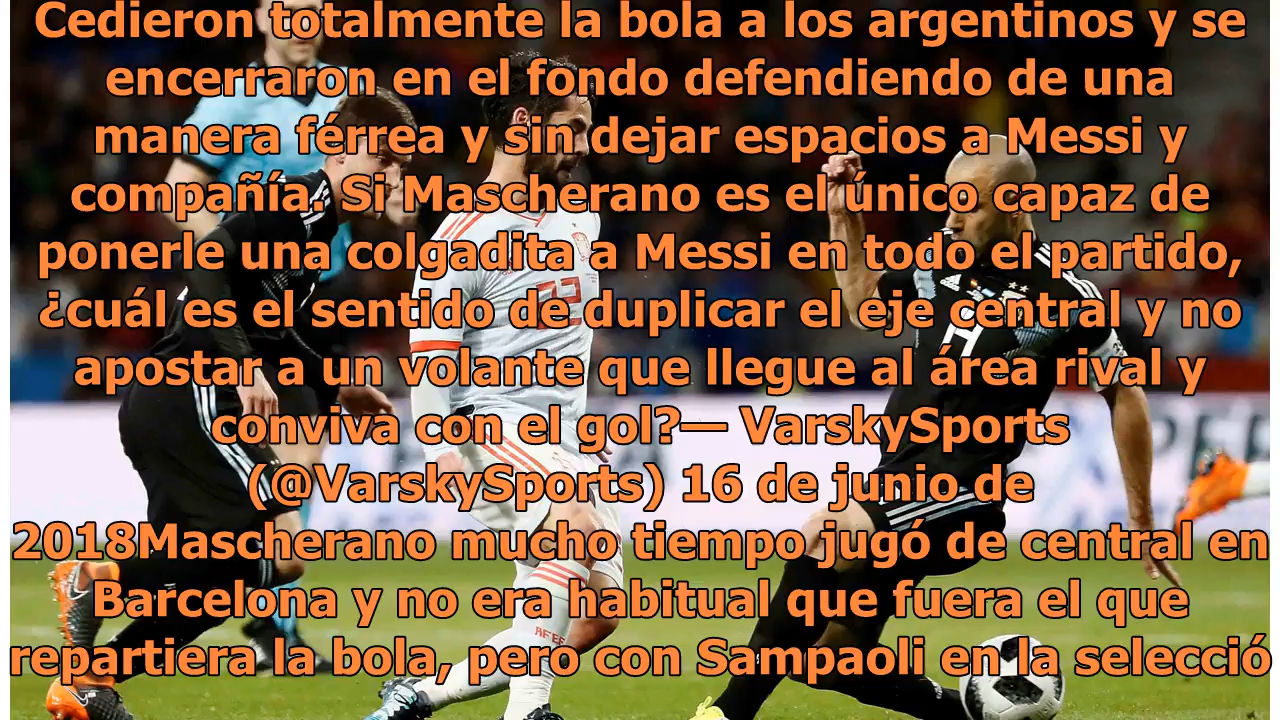 Cedieron totalmente la bola a los argentinos y se
encerraron en el fondo defendiendo de una
manera férrea y sin dejar espacios a Messi y
compañía. Si Mascherano es el único capaz de
ponerle una colgadita a Messi en todo el partido,
¿cuál es el sentido de duplicar el eje central y no
apostar a un volante que llegue al área rival y
conviva con el gol?— VarskySports
(@VarskySports) 16 de junio de
2018Mascherano mucho tiempo jugó de central en
Barcelona y no era habitual que fuera el que
repartiera la bola, pero con Sampaoli en la selecció
22
RFEF